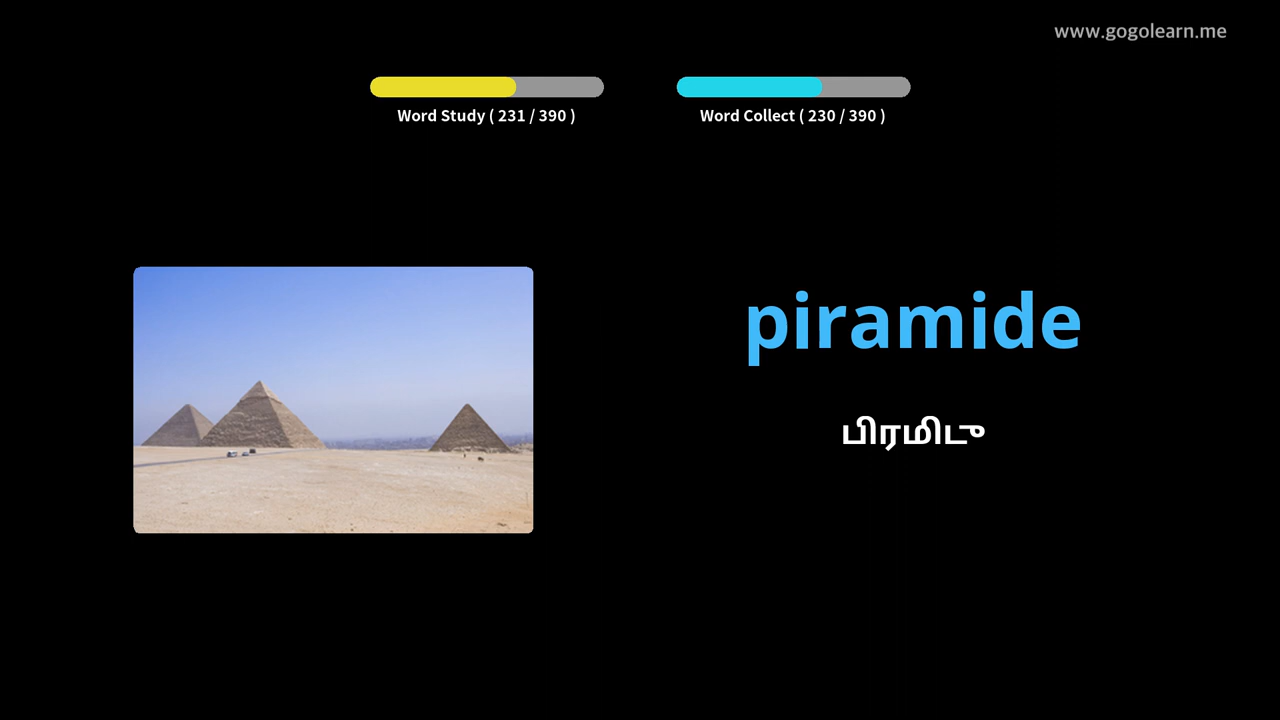 www.gogolearn.me
Word Study ( 231 / 390 )
Word Collect ( 230 / 390 )
piramide
பிரமிடு